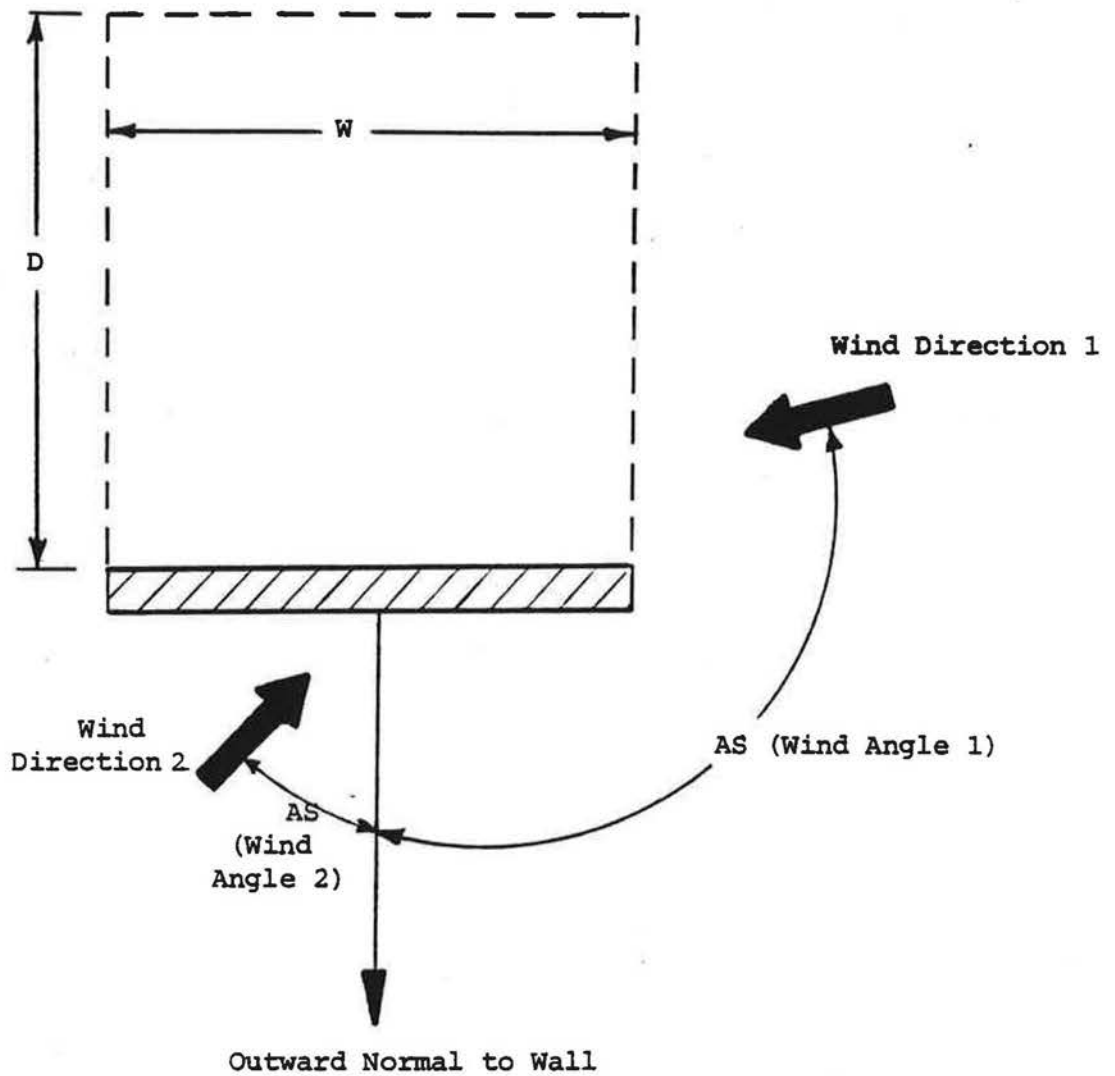 W
D
Wind Direction 1
Wind
Direction 2
AS (Wind Angle 1)
AS
(Wind
Angle 2)
Outward Normal to Wall